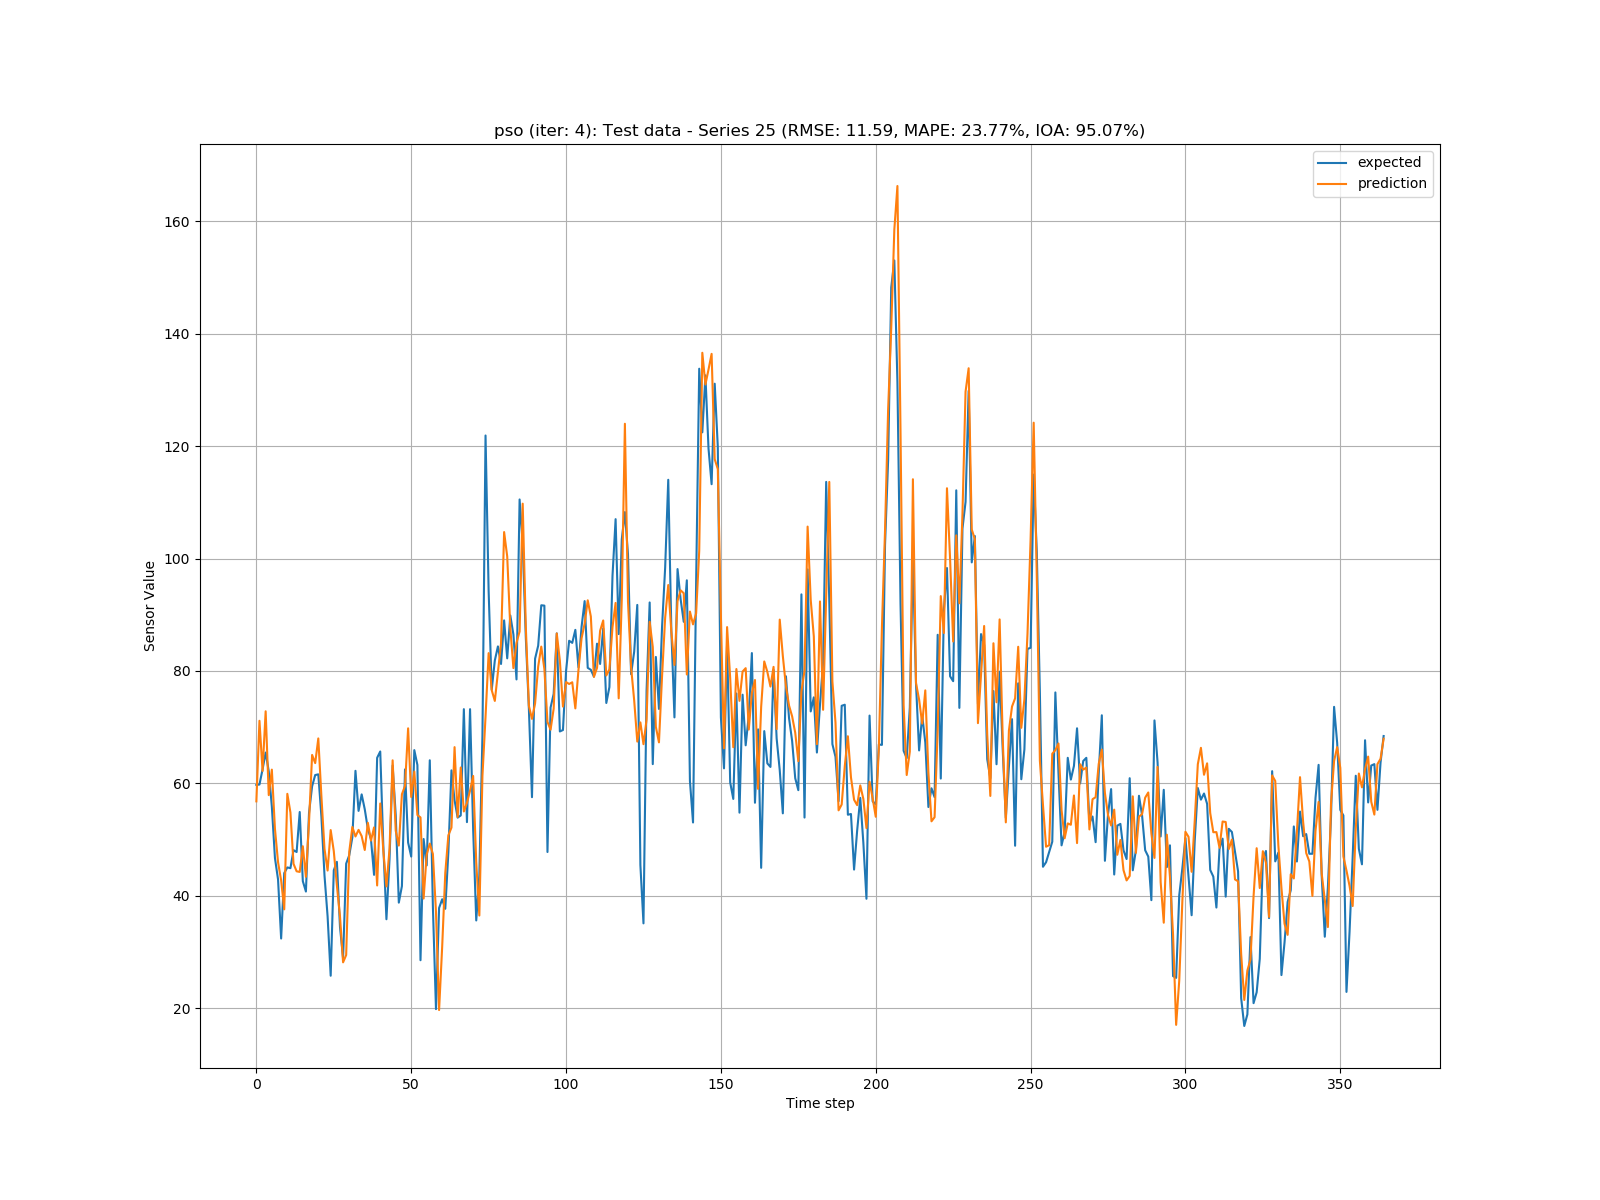 pso (iter: 4): Test data - Series 25 (RMSE: 11.59, MAPE: 23.77%, IOA: 95.07%)
expected
prediction
160
140
120
100
80
60
40
20
Sensor Value
0 50 100 150 200 250 300 350
Time step